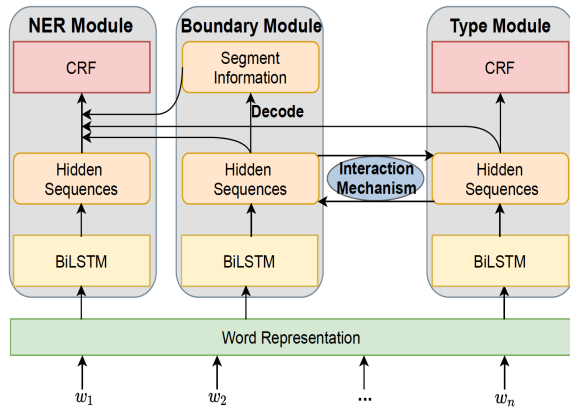 NER Module
Boundary Module
Type Module
CRF
Segment
Information
CRF
Decode
Hidden
Sequences
Hidden
Sequences
Interaction
Mechanism
Hidden
Sequences
BiLSTM
BiLSTM
BiLSTM
Word Representation
w1
w2
...
wn